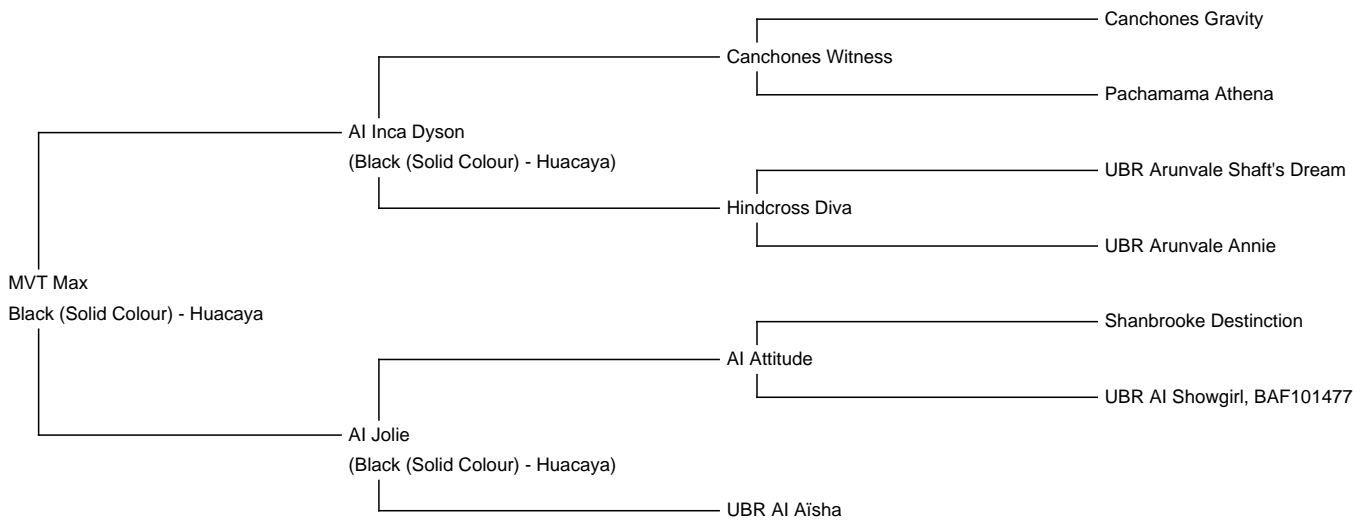 Canchones Gravity
Canchones Witness
Pachamama Athena
AI Inca Dyson
(Black (Solid Colour) - Huacaya)
UBR Arunvale Shaft's Dream
Hindcross Diva
UBR Arunvale Annie
MVT Max
Black (Solid Colour) - Huacaya
Shanbrooke Destinction
AI Attitude
UBR AI Showgirl, BAF101477
AI Jolie
(Black (Solid Colour) - Huacaya)
UBR AI Aïsha